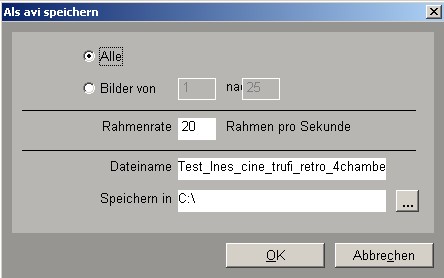 Als avi speichern
Alle
Bilder von 1 nac 25
Rahmenrate 20 Rahmen pro Sekunde
Dateiname Test_Ines_cine_trufi_retro_4chambe
Speichern in C:\ ...
OK Abbrechen